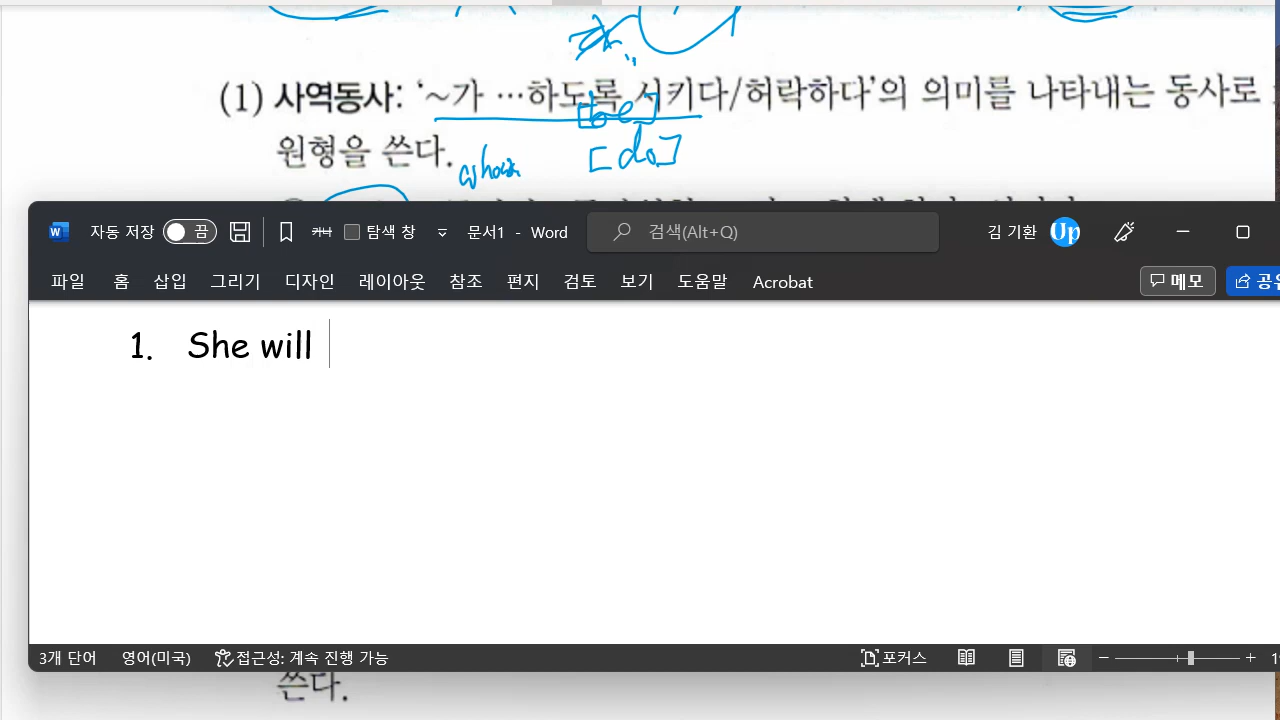 (1) 사역동사: '~가 …하도록 시키다/허락하다'의 의미를 나타내는 동사로
[be]
원형을 쓴다.
[do]
자동 저장 끔 가나 탐색 창 문서1 - Word 검색(Alt+Q) 김 기환 Up
파일 홈 삽입 그리기 디자인 레이아웃 참조 편지 검토 보기 도움말 Acrobat 메모
1. She will
3개 단어 영어(미국) 접근성: 계속 진행 가능 포커스
쓴다.